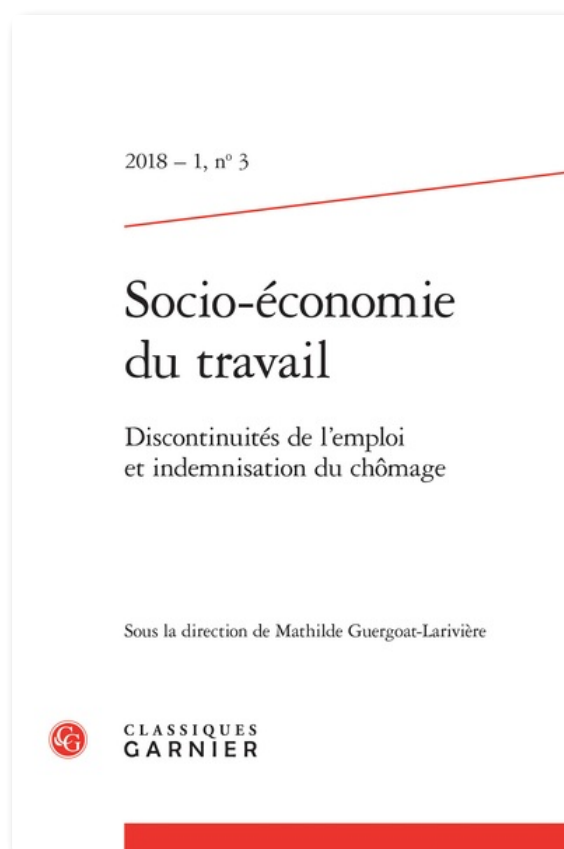 2018 – 1, nº 3
Socio-économie
du travail
Discontinuités de l’emploi
et indemnisation du chômage
Sous la direction de Mathilde Guergoat-Larivière
CG
CLASSIQUES
GARNIER